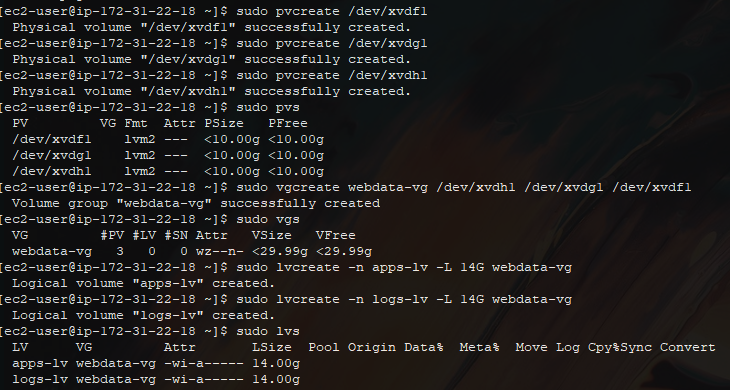 [ec2-user@ip-172-31-22-18 ~]$ sudo pvcreate /dev/xvdf1
  Physical volume "/dev/xvdf1" successfully created.
[ec2-user@ip-172-31-22-18 ~]$ sudo pvcreate /dev/xvdg1
  Physical volume "/dev/xvdg1" successfully created.
[ec2-user@ip-172-31-22-18 ~]$ sudo pvcreate /dev/xvdh1
  Physical volume "/dev/xvdh1" successfully created.
[ec2-user@ip-172-31-22-18 ~]$ sudo pvs
  PV         VG Fmt  Attr PSize   PFree
  /dev/xvdf1    lvm2 ---  <10.00g <10.00g
  /dev/xvdg1    lvm2 ---  <10.00g <10.00g
  /dev/xvdh1    lvm2 ---  <10.00g <10.00g
[ec2-user@ip-172-31-22-18 ~]$ sudo vgcreate webdata-vg /dev/xvdh1 /dev/xvdg1 /dev/xvdf1
  Volume group "webdata-vg" successfully created
[ec2-user@ip-172-31-22-18 ~]$ sudo vgs
  VG         #PV #LV #SN Attr   VSize   VFree
  webdata-vg   3   0   0 wz--n- <29.99g <29.99g
[ec2-user@ip-172-31-22-18 ~]$ sudo lvcreate -n apps-lv -L 14G webdata-vg
  Logical volume "apps-lv" created.
[ec2-user@ip-172-31-22-18 ~]$ sudo lvcreate -n logs-lv -L 14G webdata-vg
  Logical volume "logs-lv" created.
[ec2-user@ip-172-31-22-18 ~]$ sudo lvs
  LV      VG         Attr       LSize  Pool Origin Data%  Meta%  Move Log Cpy%Sync Convert
  apps-lv webdata-vg -wi-a----- 14.00g
  logs-lv webdata-vg -wi-a----- 14.00g